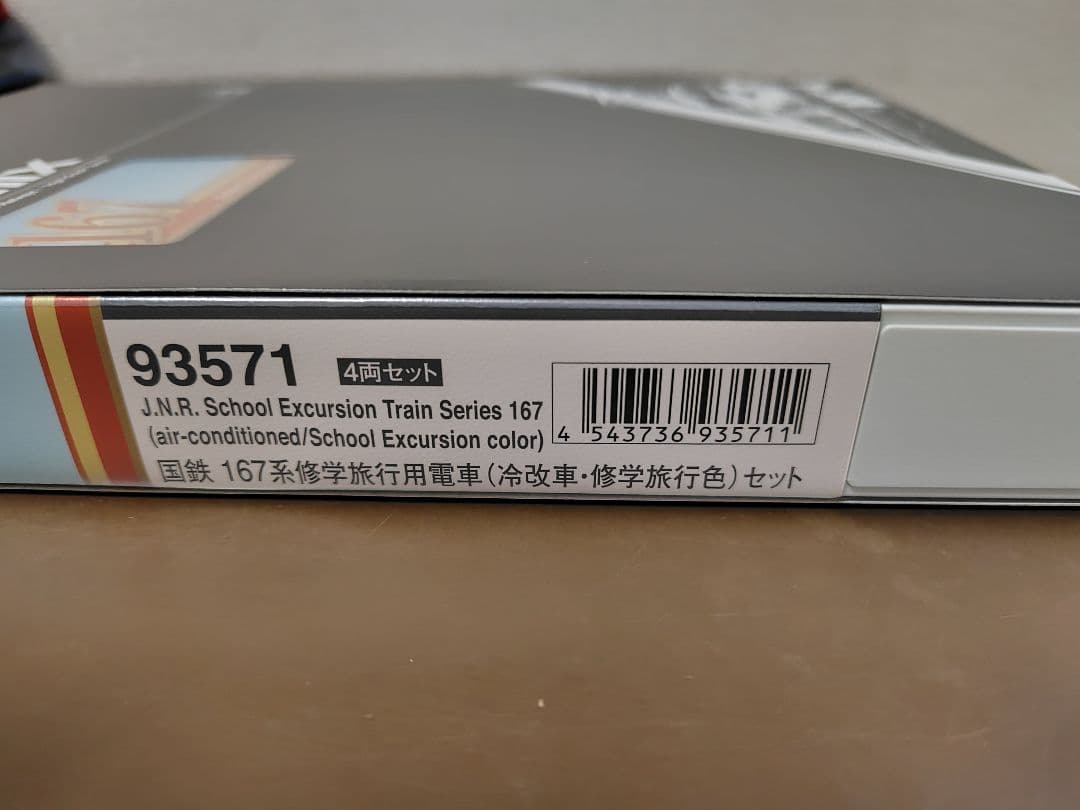 167
93571 4両セット
J.N.R. School Excursion Train Series 167
(air-conditioned/School Excursion color)
国鉄 167系修学旅行用電車(冷改車・修学旅行色)セット
4 543736 935711